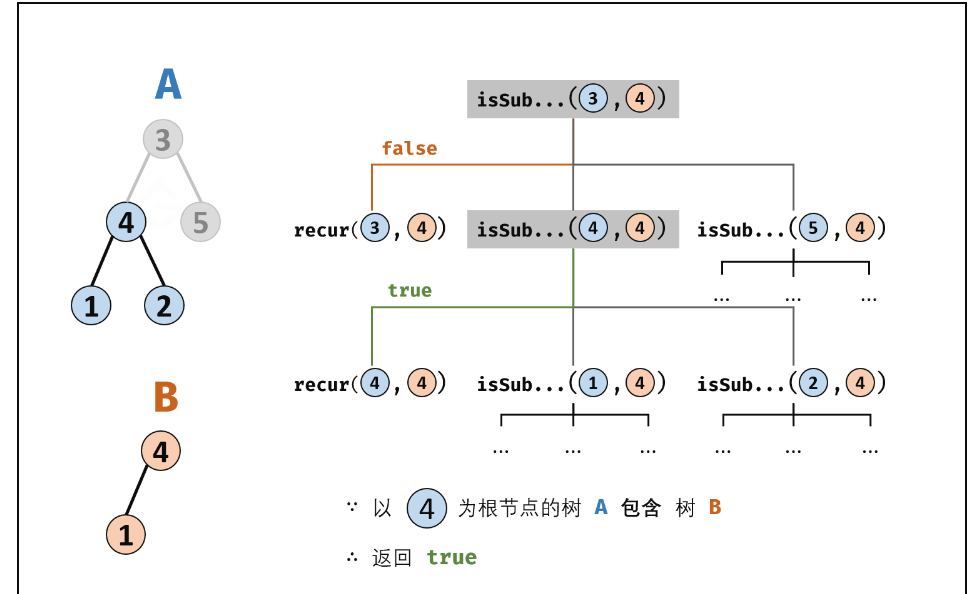 A
3
4 5
1 2
B
4
1
isSub...(3,4)
false
recur(3,4) isSub...(4,4) isSub...(5,4)
... ... ...
true
recur(4,4) isSub...(1,4) isSub...(2,4)
... ... ... ... ... ...
∵ 以 4 为根节点的树 A 包含 树 B
∴ 返回 true